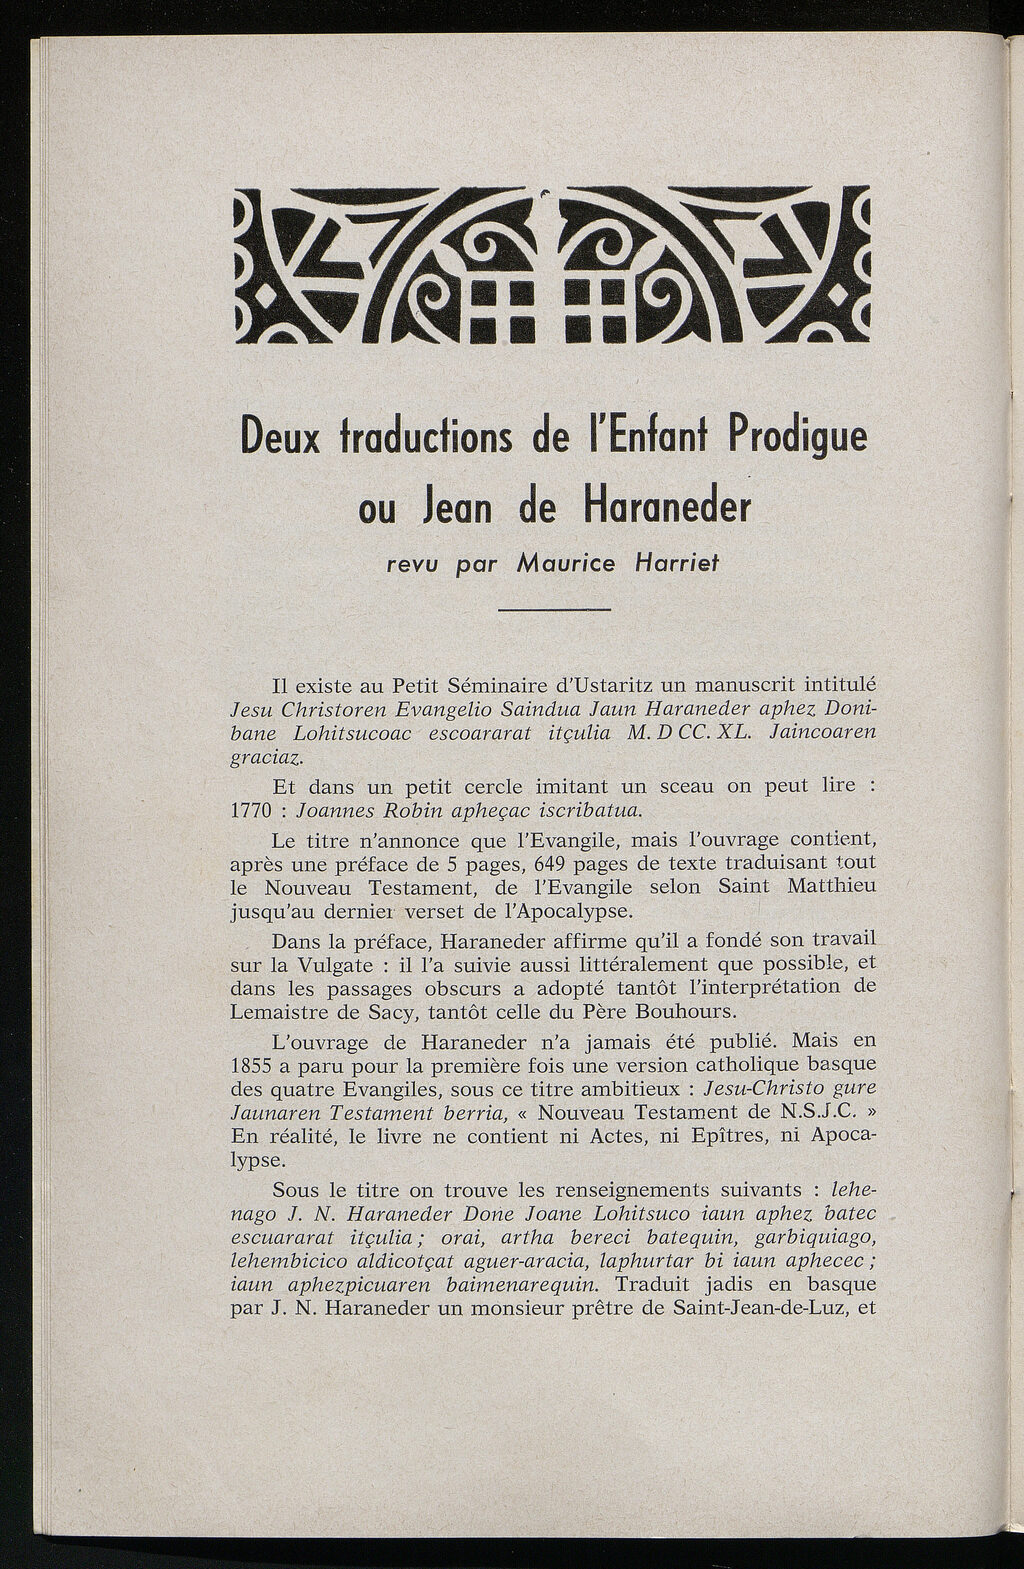 Deux traductions de l'Enfant Prodigue
ou Jean de Haraneder
revu par Maurice Harriet
Il existe au Petit Séminaire d'Ustaritz un manuscrit intitulé
Jesu Christoren Evangelio Saindua Jaun Haraneder aphez Doni-
bane Lohitsucoac escoararat itçulia M. D CC. XL. Jaincoaren
graciaz.
Et dans un petit cercle imitant un sceau on peut lire :
1770 : Joannes Robin apheçac iscribatua.
Le titre n'annonce que l'Evangile, mais l'ouvrage contient,
après une préface de 5 pages, 649 pages de texte traduisant tout
le Nouveau Testament, de l'Evangile selon Saint Matthieu
jusqu'au dernier verset de l'Apocalypse.
Dans la préface, Haraneder affirme qu'il a fondé son travail
sur la Vulgate : il l'a suivie aussi littéralement que possible, et
dans les passages obscurs a adopté tantôt l'interprétation de
Lemaistre de Sacy, tantôt celle du Père Bouhours.
L'ouvrage de Haraneder n'a jamais été publié. Mais en
1855 a paru pour la première fois une version catholique basque
des quatre Evangiles, sous ce titre ambitieux : Jesu-Christo gure
Jaunaren Testament berria, « Nouveau Testament de N.S.J.C. »
En réalité, le livre ne contient ni Actes, ni Epîtres, ni Apoca-
lypse.
Sous le titre on trouve les renseignements suivants : lehe-
nago J. N. Haraneder Done Joane Lohitsuco iaun aphez batec
escuararat itçulia ; orai, artha bereci batequin, garbiquiago,
lehembicico aldicotçat aguer-aracia, laphurtar bi iaun aphecec ;
iaun aphezpicuaren baimenarequin. Traduit jadis en basque
par J. N. Haraneder un monsieur prêtre de Saint-Jean-de-Luz, et